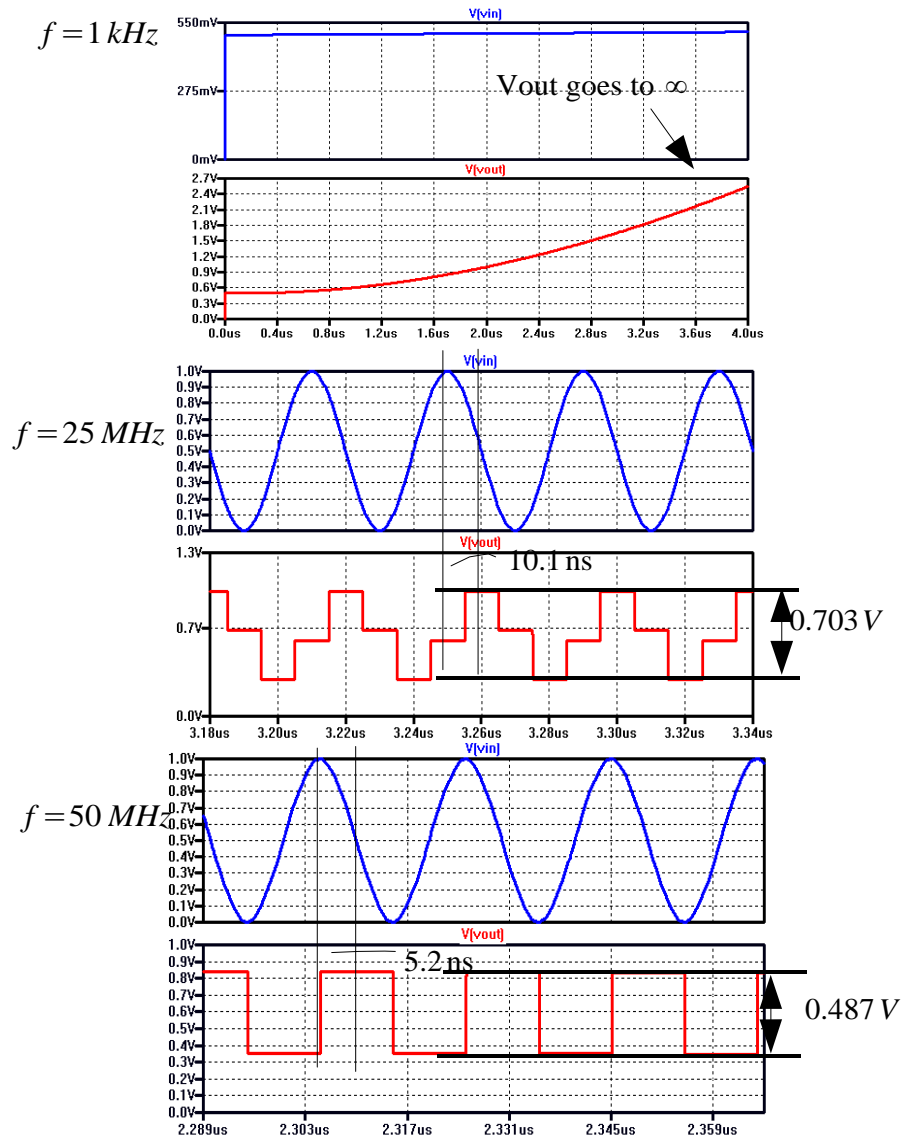 V(vin)
f = 1 kHz
550mV
275mV
0mV
Vout goes to ∞
V(vout)
2.7V
2.4V
2.1V
1.8V
1.5V
1.2V
0.9V
0.6V
0.3V
0.0V
0.0us 0.4us 0.8us 1.2us 1.6us 2.0us 2.4us 2.8us 3.2us 3.6us 4.0us
V(vin)
f = 25 MHz
1.0V
0.9V
0.8V
0.7V
0.6V
0.5V
0.4V
0.3V
0.2V
0.1V
0.0V
V(vout)
1.3V
0.7V
0.0V
10.1 ns
0.703 V
3.18us 3.20us 3.22us 3.24us 3.26us 3.28us 3.30us 3.32us 3.34us
V(vin)
f = 50 MHz
1.0V
0.9V
0.8V
0.7V
0.6V
0.5V
0.4V
0.3V
0.2V
0.1V
0.0V
V(vout)
1.0V
0.9V
0.8V
0.7V
0.6V
0.5V
0.4V
0.3V
0.2V
0.1V
0.0V
5.2 ns
0.487 V
2.289us 2.303us 2.317us 2.331us 2.345us 2.359us